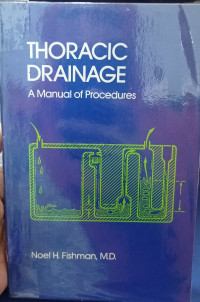 THORACIC
DRAINAGE
A Manual of Procedures
Noel H. Fishman, M.D.